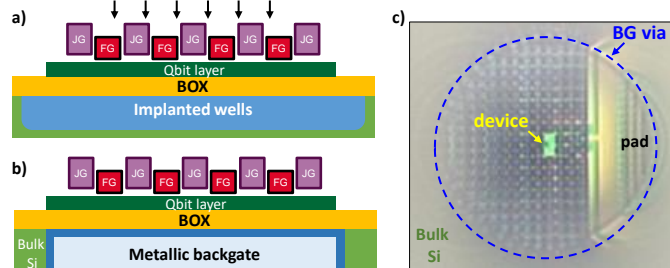 a)
JG FG JG FG JG FG JG FG JG
Qbit layer
BOX
Implanted wells
b)
JG FG JG FG JG FG JG FG JG
Qbit layer
BOX
Bulk
Si
Metallic backgate
c)
BG via
device
pad
Bulk
Si